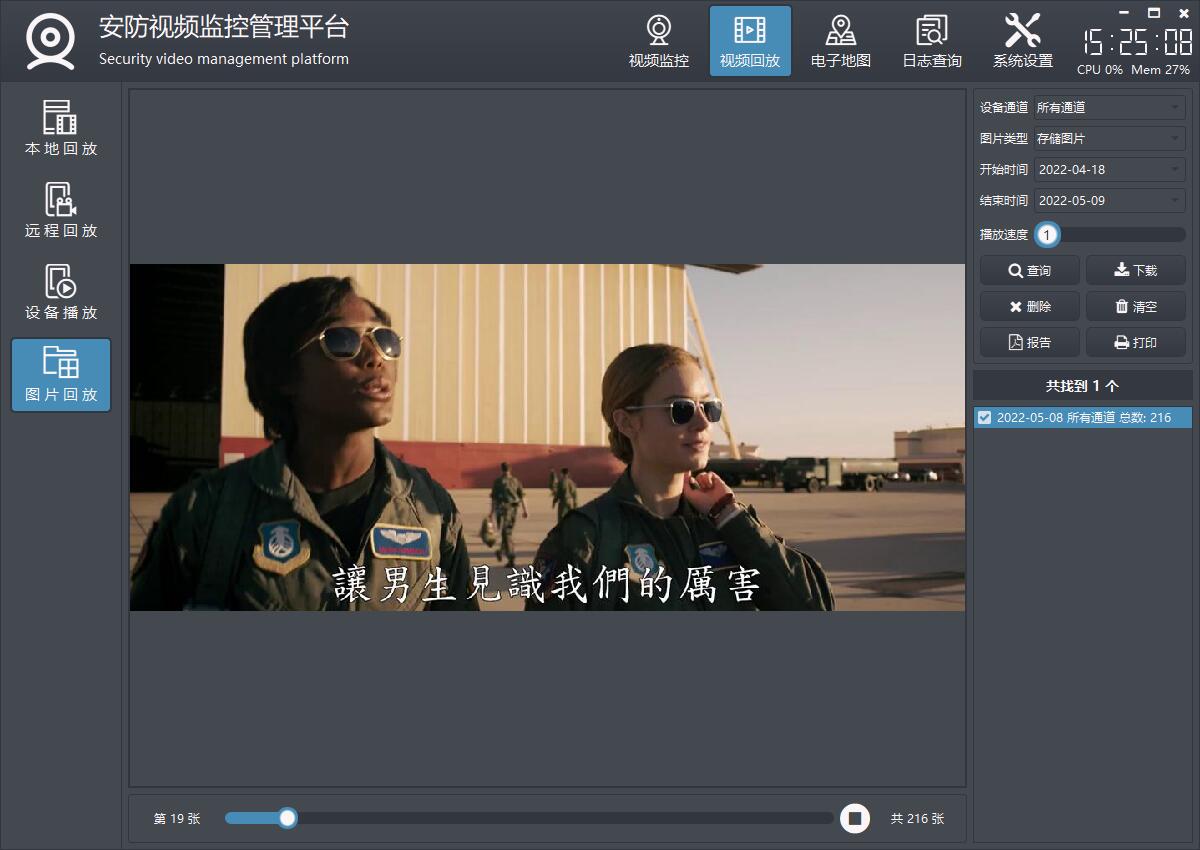 安防视频监控管理平台
Security video management platform
视频监控
视频回放
电子地图
日志查询
系统设置
15:25:08
CPU 0% Mem 27%
本地回放
远程回放
设备播放
图片回放
讓男生見識我們的厲害
第 19 张
共 216 张
设备通道 所有通道
图片类型 存储图片
开始时间 2022-04-18
结束时间 2022-05-09
播放速度 1
查询 下载
删除 清空
报告 打印
共找到 1 个
2022-05-08 所有通道 总数: 216